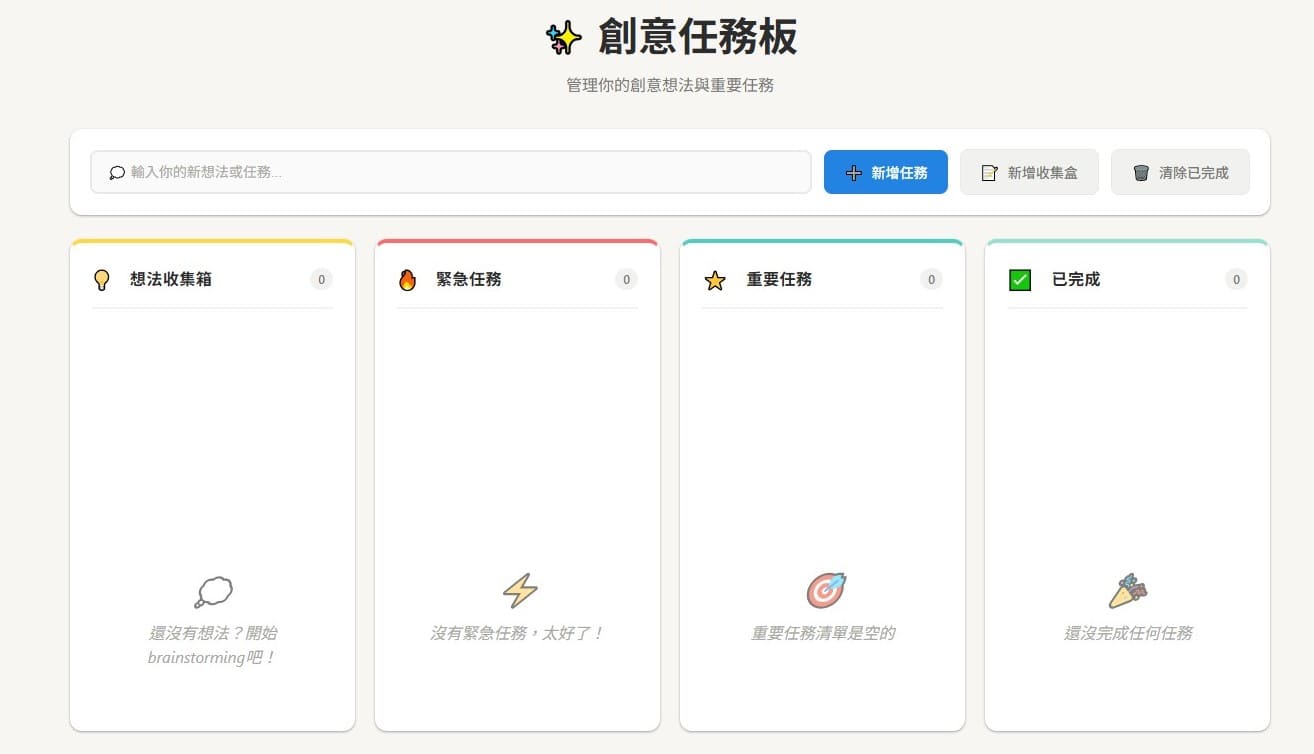 ✨ 創意任務板
管理你的創意想法與重要任務
💭 輸入你的新想法或任務...
➕ 新增任務
📝 新增收集盒
🗑️ 清除已完成
💡 想法收集箱 0
🔥 緊急任務 0
⭐ 重要任務 0
✅ 已完成 0
還沒有想法？開始
brainstorming吧！
沒有緊急任務，太好了！
重要任務清單是空的
還沒完成任何任務